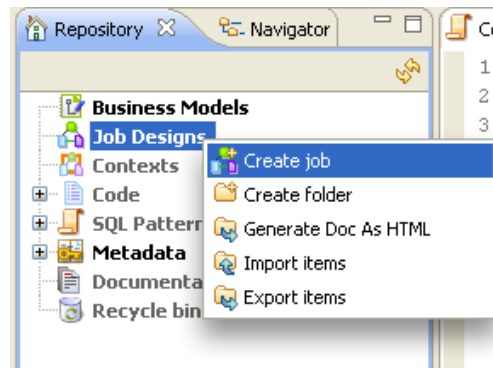 Repository Navigator
1
2
3
Business Models
Job Designs
Contexts
Create job
Code
Create folder
SQL Patterr
Generate Doc As HTML
Metadata
Import items
Documenta
Export items
Recycle bin